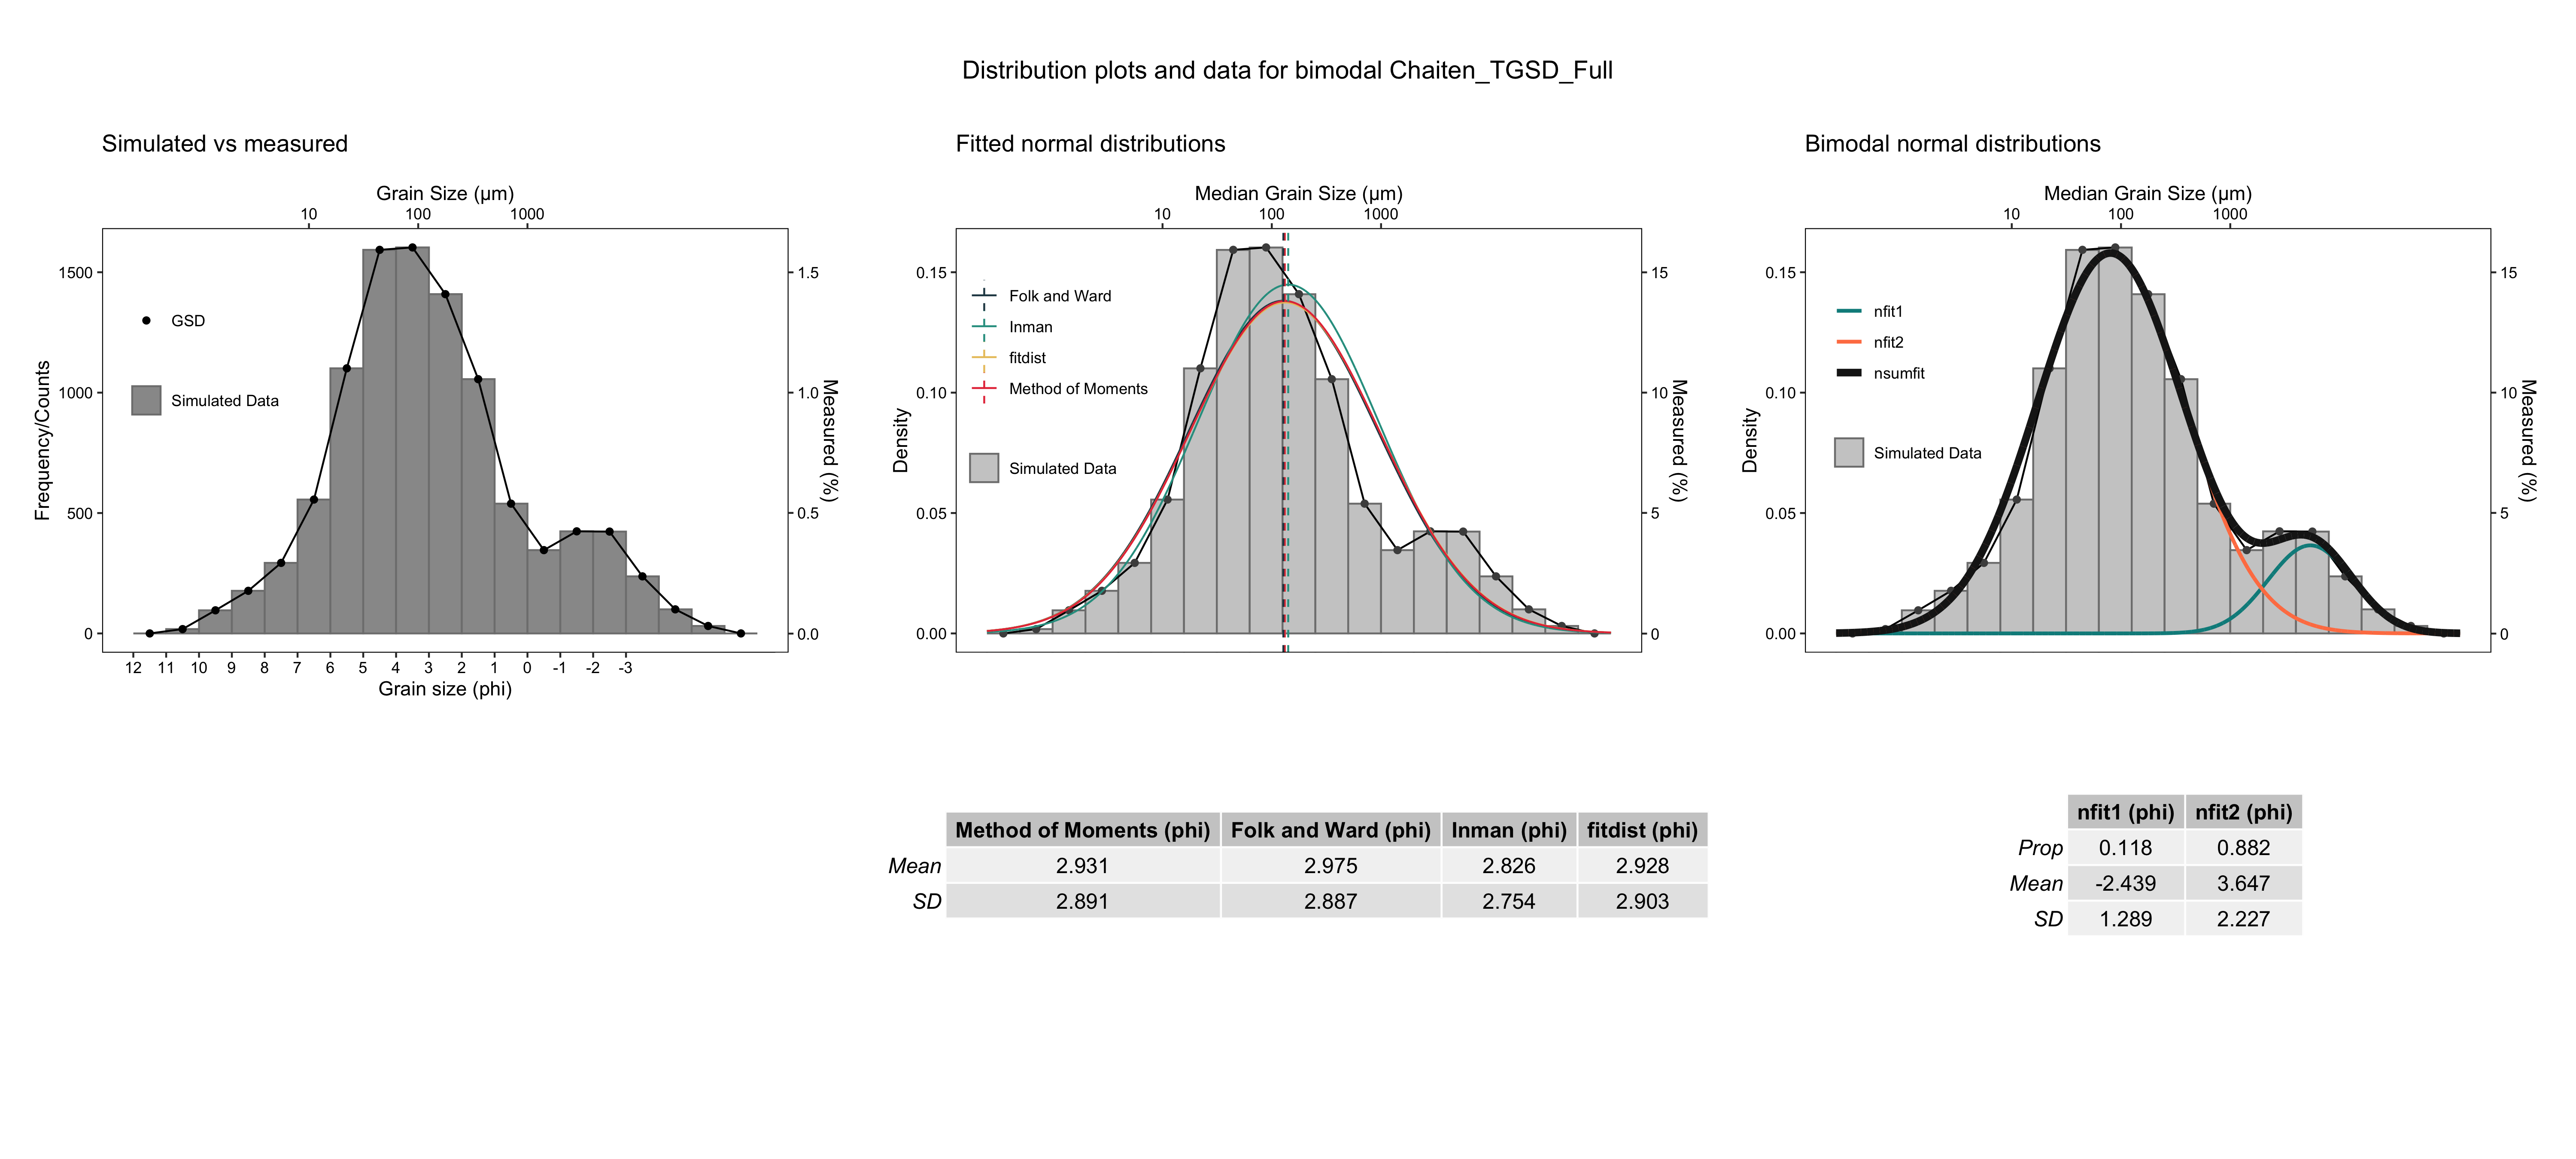 Distribution plots and data for bimodal Chaiten_TGSD_Full
Simulated vs measured
Grain Size (µm)
10 100 1000
1500
1000
500
0
Frequency/Counts
GSD
Simulated Data
1.5
1.0
0.5
0.0
Measured (%)
12 11 10 9 8 7 6 5 4 3 2 1 0 -1 -2 -3
Grain size (phi)
Fitted normal distributions
Median Grain Size (µm)
10 100 1000
0.15
0.10
0.05
0.00
Density
Folk and Ward
Inman
fitdist
Method of Moments
Simulated Data
15
10
5
0
Measured (%)
Bimodal normal distributions
Median Grain Size (µm)
10 100 1000
0.15
0.10
0.05
0.00
Density
nfit1
nfit2
nsumfit
Simulated Data
15
10
5
0
Measured (%)
Method of Moments (phi) Folk and Ward (phi) Inman (phi) fitdist (phi)
Mean 2.931 2.975 2.826 2.928
SD 2.891 2.887 2.754 2.903
nfit1 (phi) nfit2 (phi)
Prop 0.118 0.882
Mean -2.439 3.647
SD 1.289 2.227